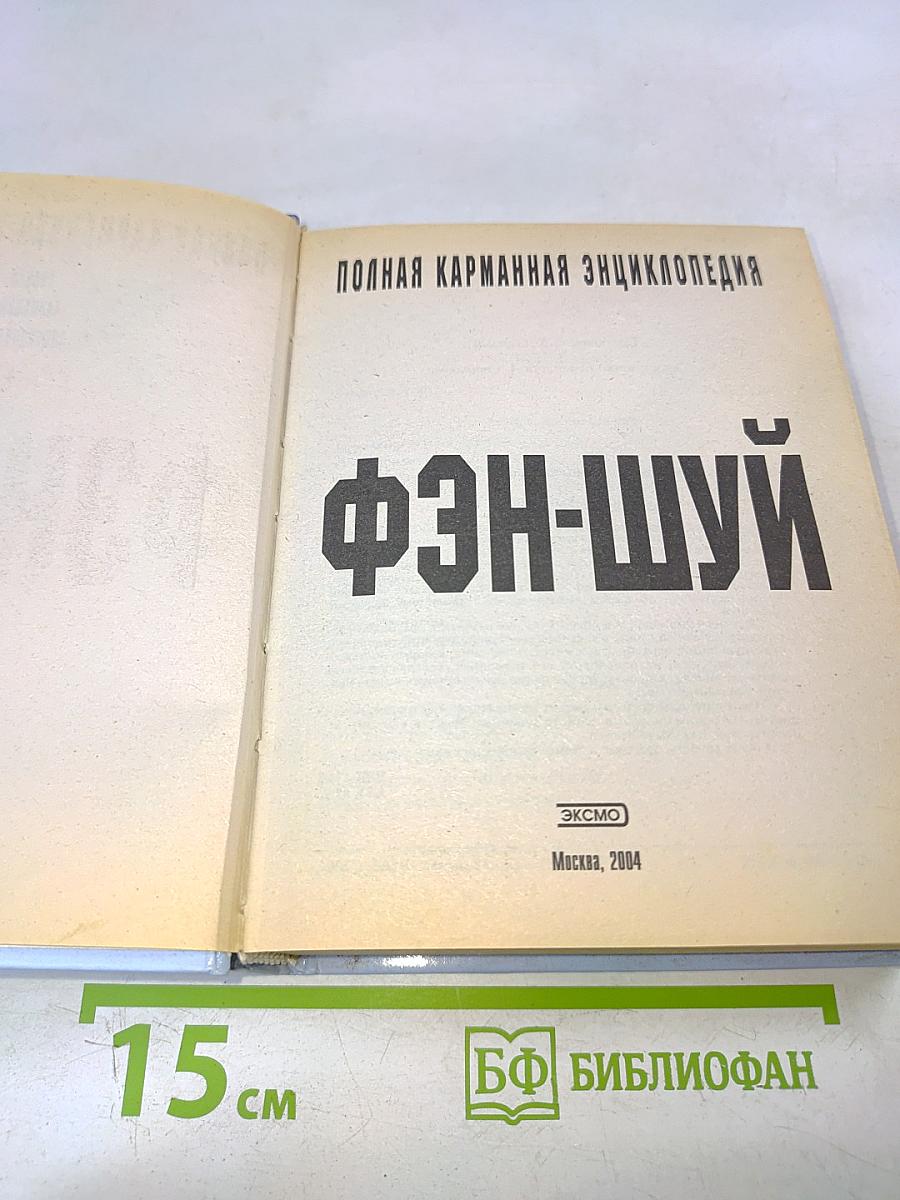 ПОЛНАЯ КАРМАННАЯ ЭНЦИКЛОПЕДИЯ
ФЭН-ШУЙ
ЭКСМО
Москва, 2004
15 см
БФ БИБЛИОФАН